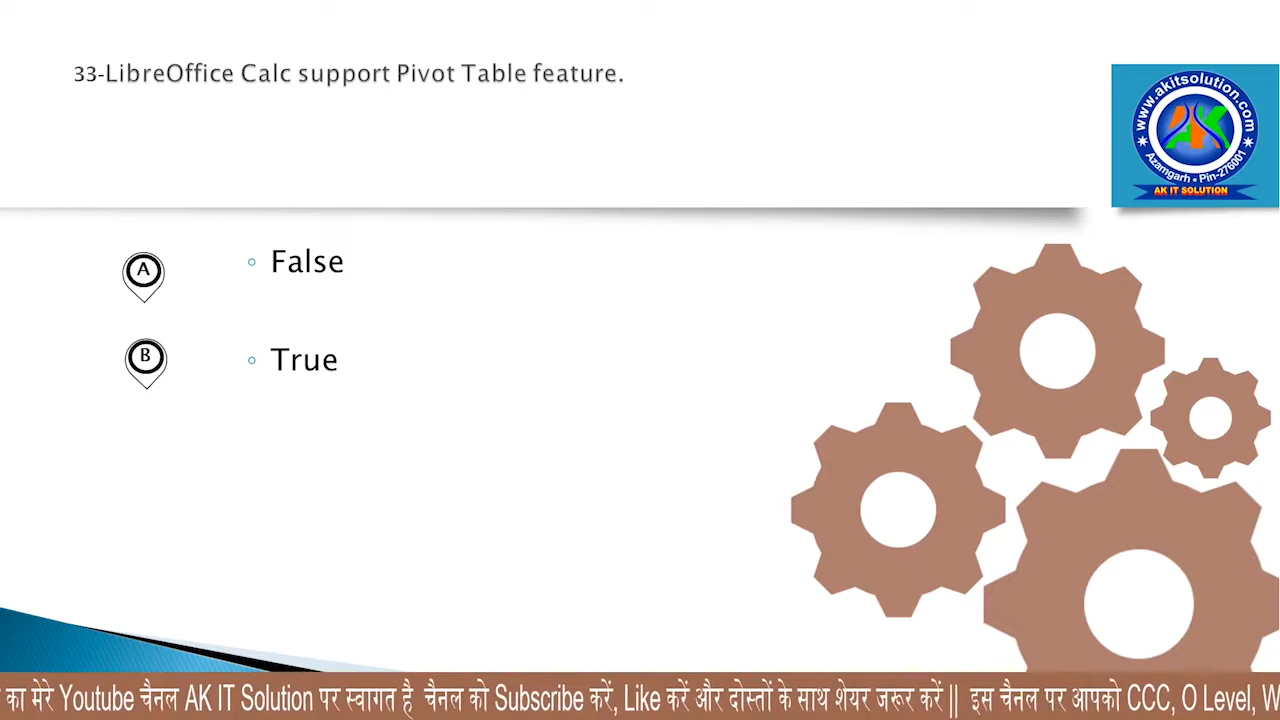 33-LibreOffice Calc support Pivot Table feature.
www.akitsolution.com
AK
Azamgarh • Pin-276001
AK IT SOLUTION
A
False
B
True
का मेरे Youtube चैनल AK IT Solution पर स्वागत है चैनल को Subscribe करें, Like करें और दोस्तों के साथ शेयर जरूर करें || इस चैनल पर आपको CCC, O Level, W